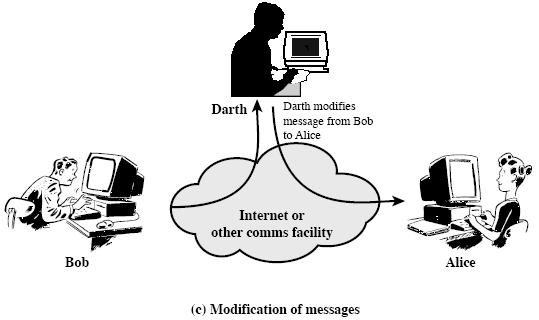 Darth
Darth modifies
message from Bob
to Alice
Internet or
other comms facility
Bob
Alice
(c) Modification of messages